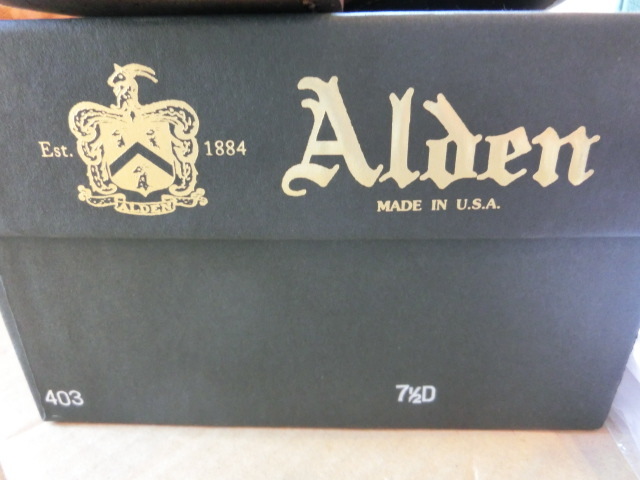 Est. 1884
ALDEN
Alden
MADE IN U.S.A.
403
7½D